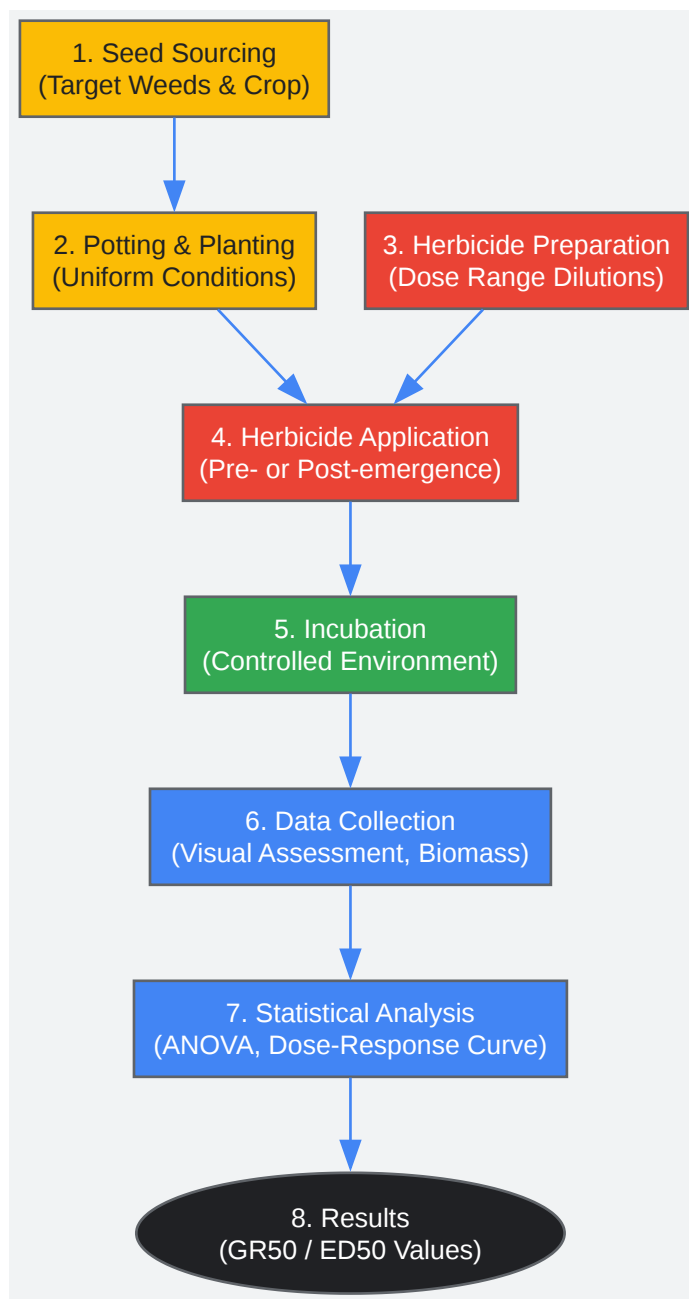 1. Seed Sourcing
(Target Weeds & Crop)
2. Potting & Planting
(Uniform Conditions)
3. Herbicide Preparation
(Dose Range Dilutions)
4. Herbicide Application
(Pre- or Post-emergence)
5. Incubation
(Controlled Environment)
6. Data Collection
(Visual Assessment, Biomass)
7. Statistical Analysis
(ANOVA, Dose-Response Curve)
8. Results
(GR50 / ED50 Values)